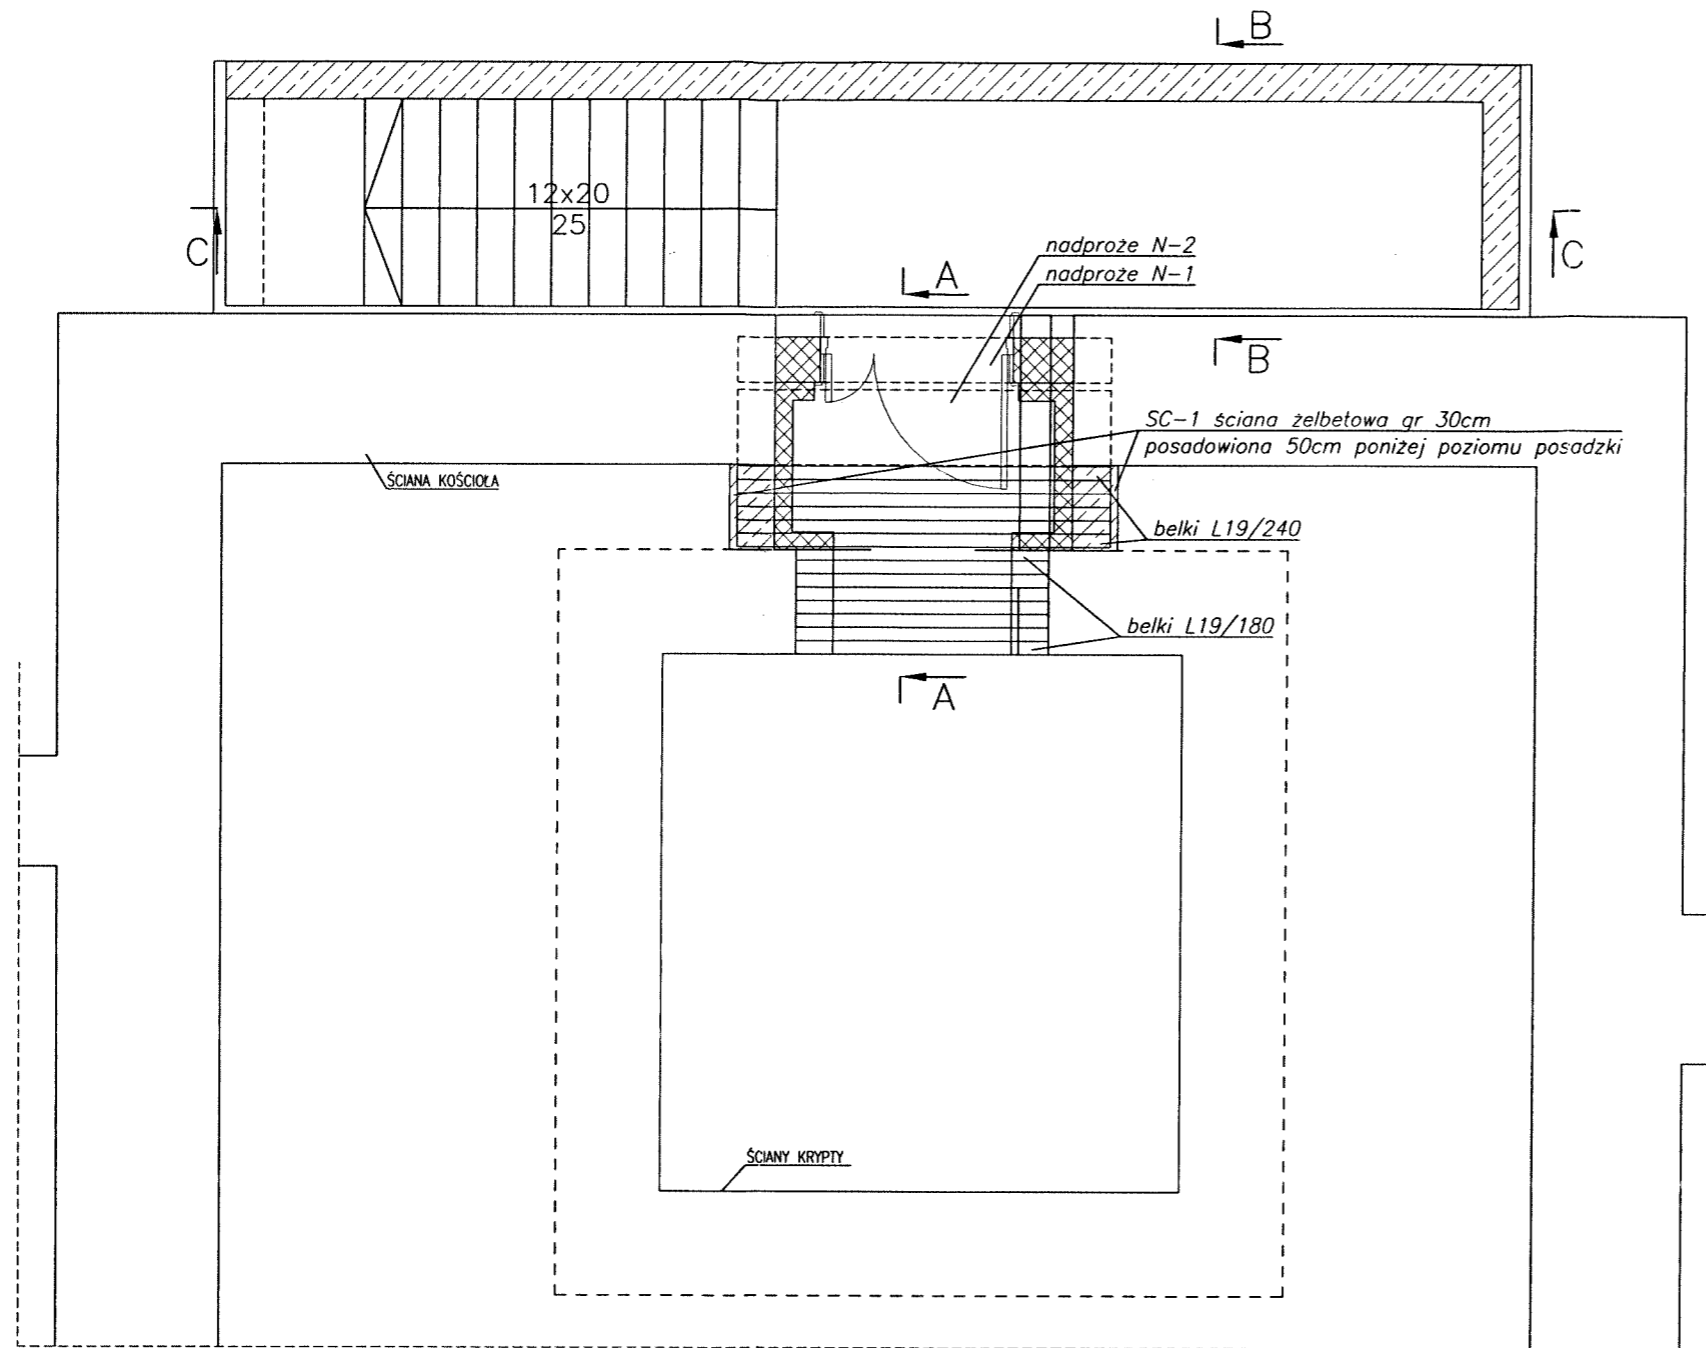 B
12x20
25
C
C
nadproże N-2
nadproże N-1
A
B
SC-1 ściana żelbetowa gr 30cm
posadowiona 50cm poniżej poziomu posadzki
ŚCIANA KOŚCIOŁA
belki L19/240
belki L19/180
A
ŚCIANY KRYPTY